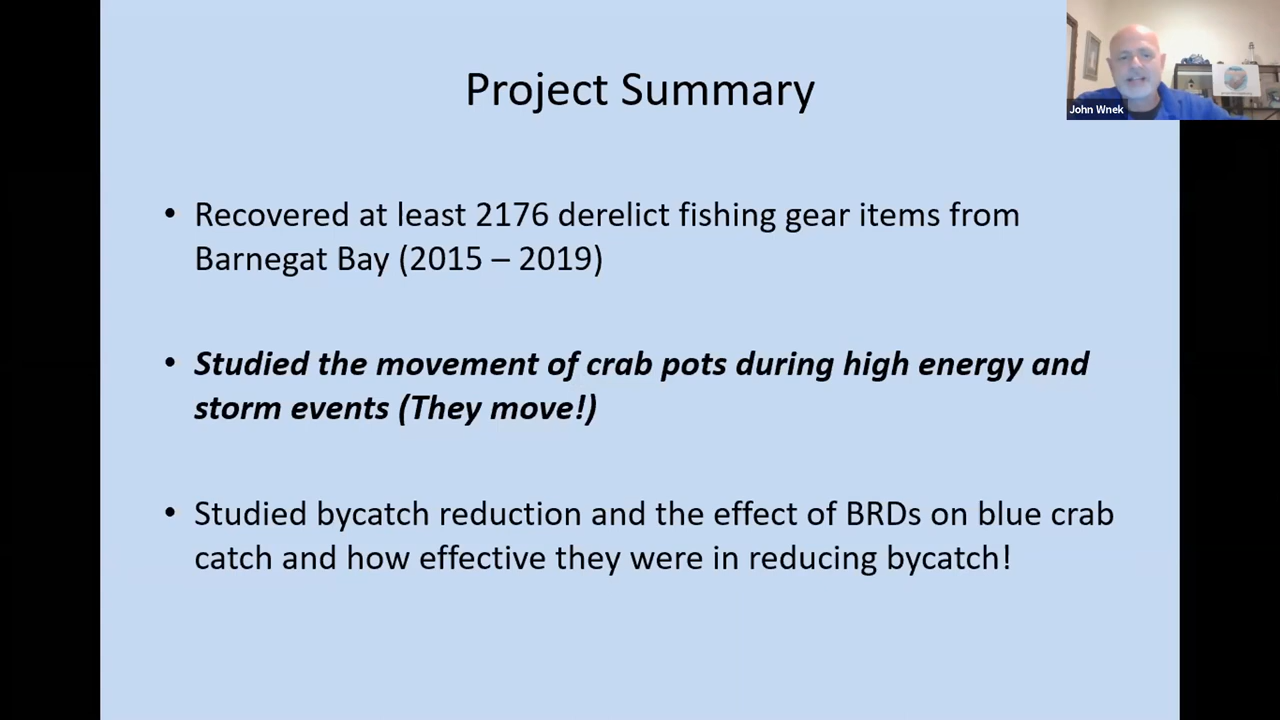 Project Summary
John Wnek
• Recovered at least 2176 derelict fishing gear items from
Barnegat Bay (2015 – 2019)
• Studied the movement of crab pots during high energy and
storm events (They move!)
• Studied bycatch reduction and the effect of BRDs on blue crab
catch and how effective they were in reducing bycatch!